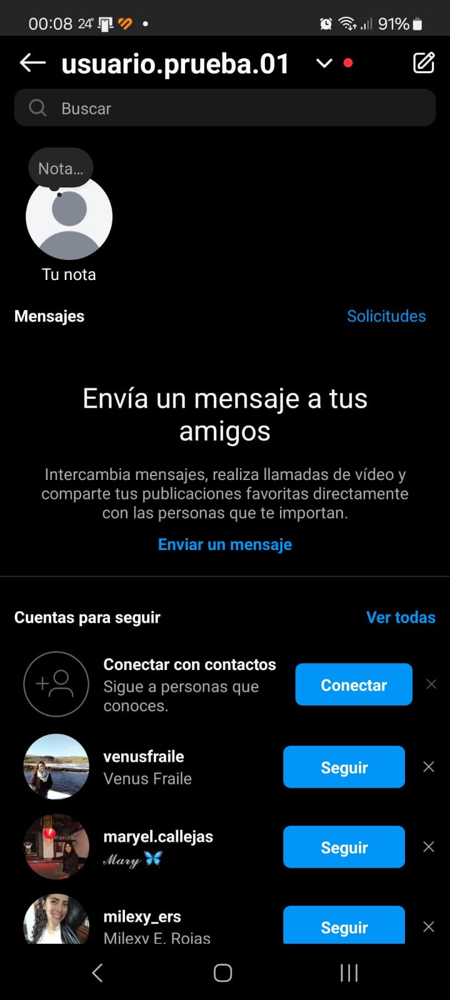 00:08 24° 91%
usuario.prueba.01
Buscar
Nota...
Tu nota
Mensajes Solicitudes
Envía un mensaje a tus
amigos
Intercambia mensajes, realiza llamadas de vídeo y
comparte tus publicaciones favoritas directamente
con las personas que te importan.
Enviar un mensaje
Cuentas para seguir Ver todas
Conectar con contactos
Sigue a personas que
conoces.
Conectar
venusfraile
Venus Fraile
Seguir
maryel.callejas
𝓜𝓪𝓻𝔂 🦋
Seguir
milexy_ers
Milexy E. Rojas
Seguir